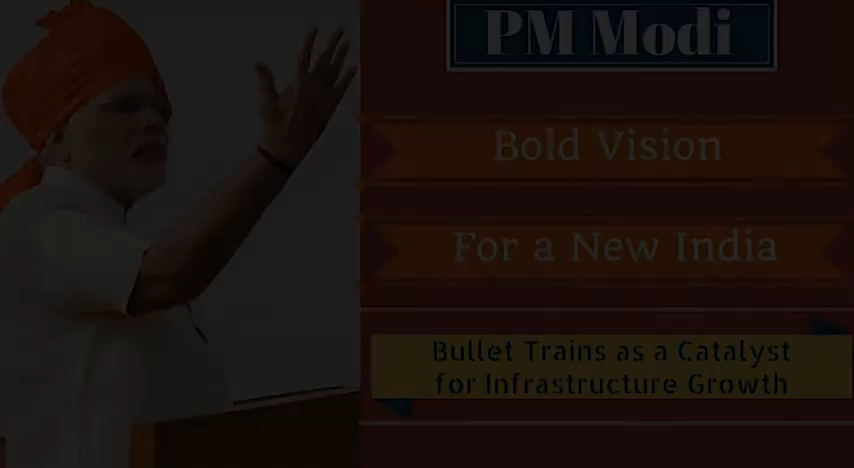 PM Modi
Bold Vision
For a New India
Bullet Trains as a Catalyst
for Infrastructure Growth